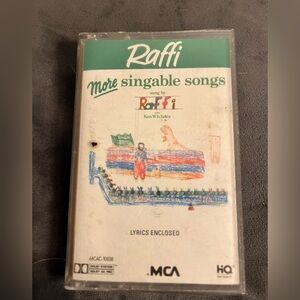 Raffi
More singable songs
sung by
Raffi
with
Ken Whiteley
LYRICS ENCLOSED
MCA
HQ